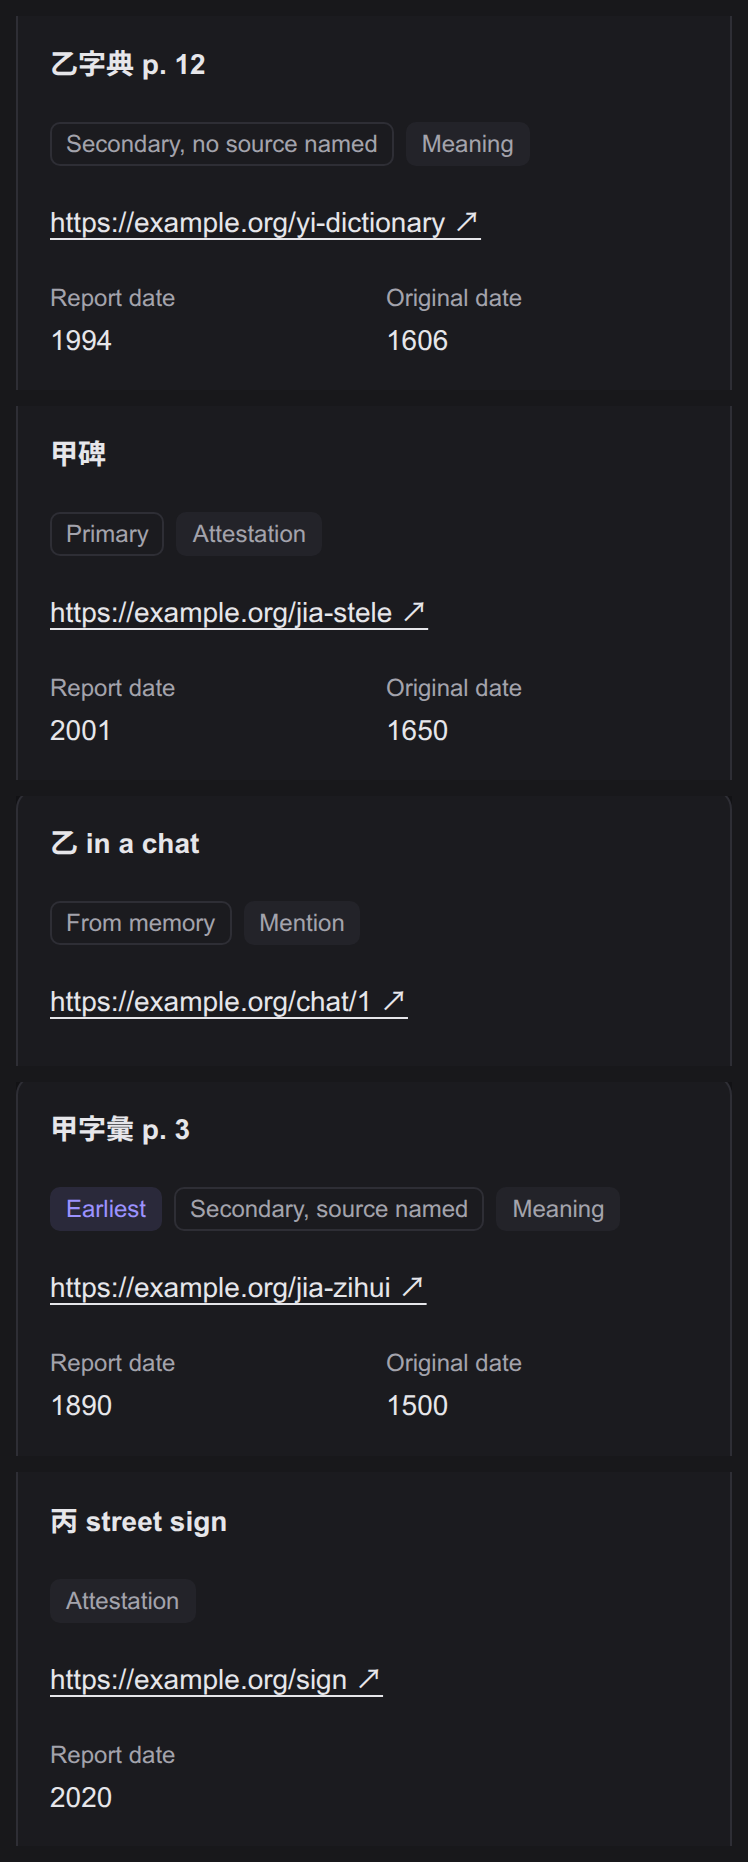 乙字典 p. 12
Secondary, no source named Meaning
https://example.org/yi-dictionary ↗
Report date Original date
1994 1606
甲碑
Primary Attestation
https://example.org/jia-stele ↗
Report date Original date
2001 1650
乙 in a chat
From memory Mention
https://example.org/chat/1 ↗
甲字彙 p. 3
Earliest Secondary, source named Meaning
https://example.org/jia-zihui ↗
Report date Original date
1890 1500
丙 street sign
Attestation
https://example.org/sign ↗
Report date
2020